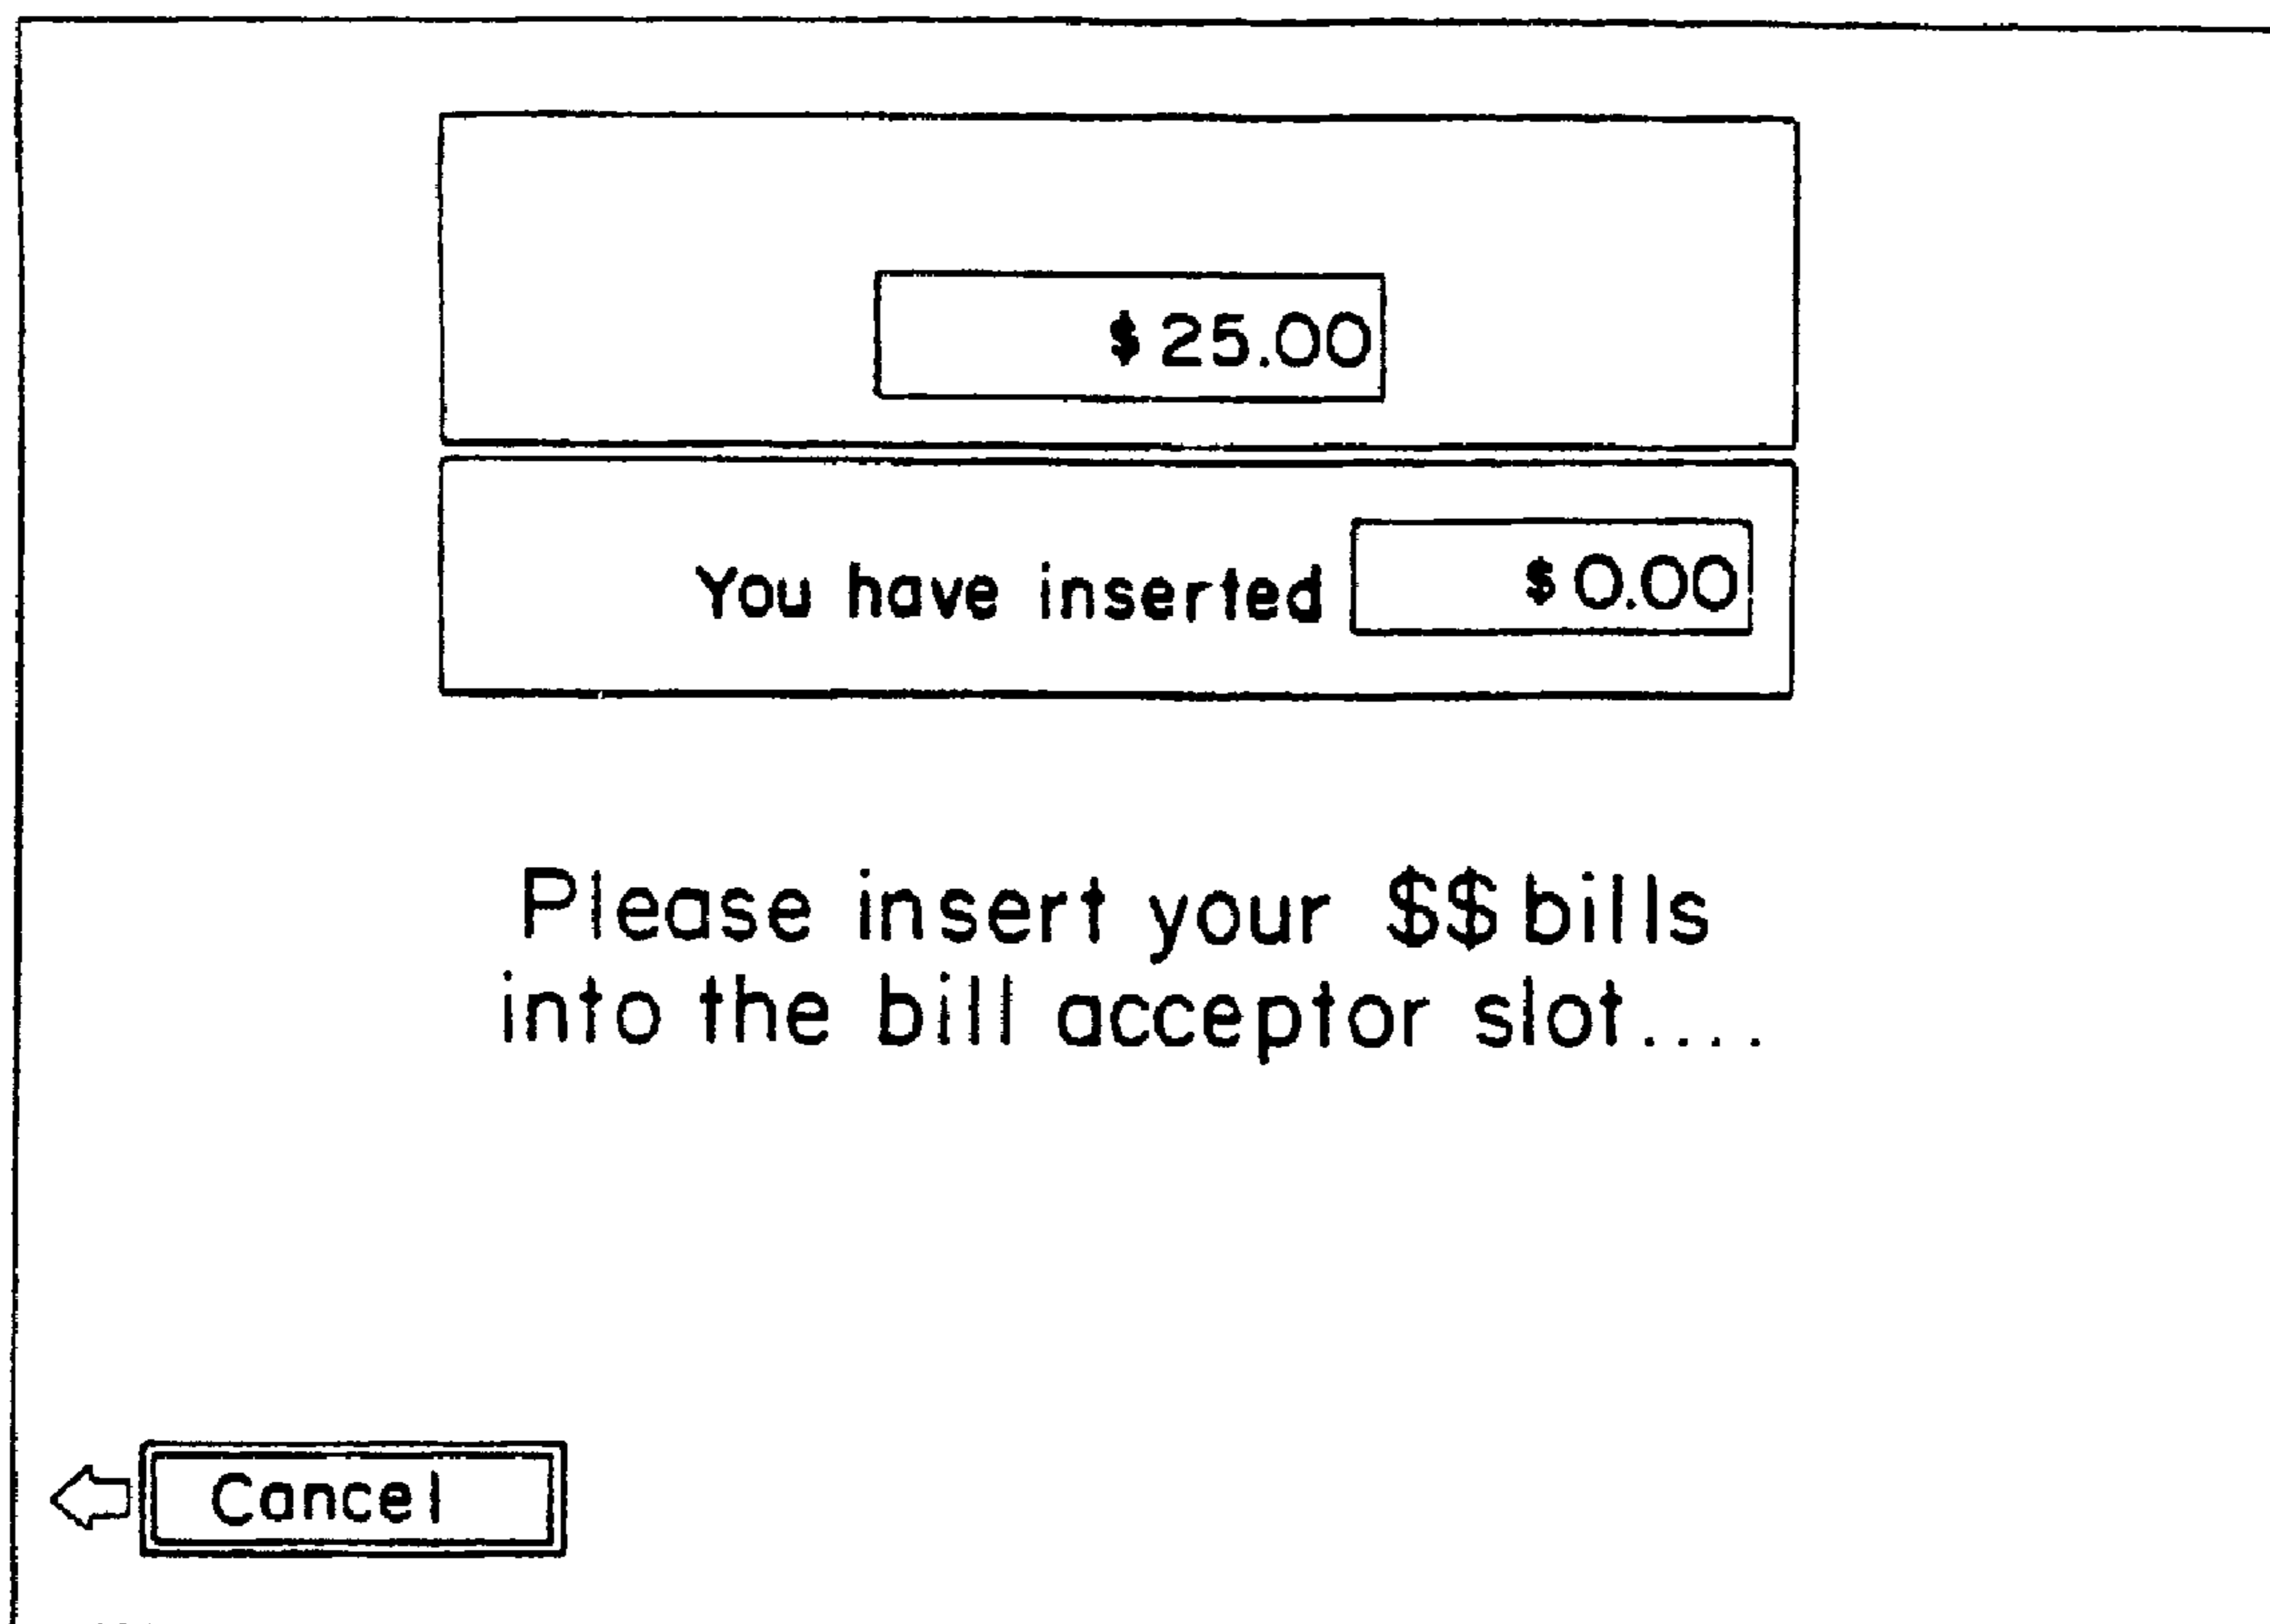 $25.00
You have inserted $0.00
Please insert your $$ bills
into the bill acceptor slot....
Cancel